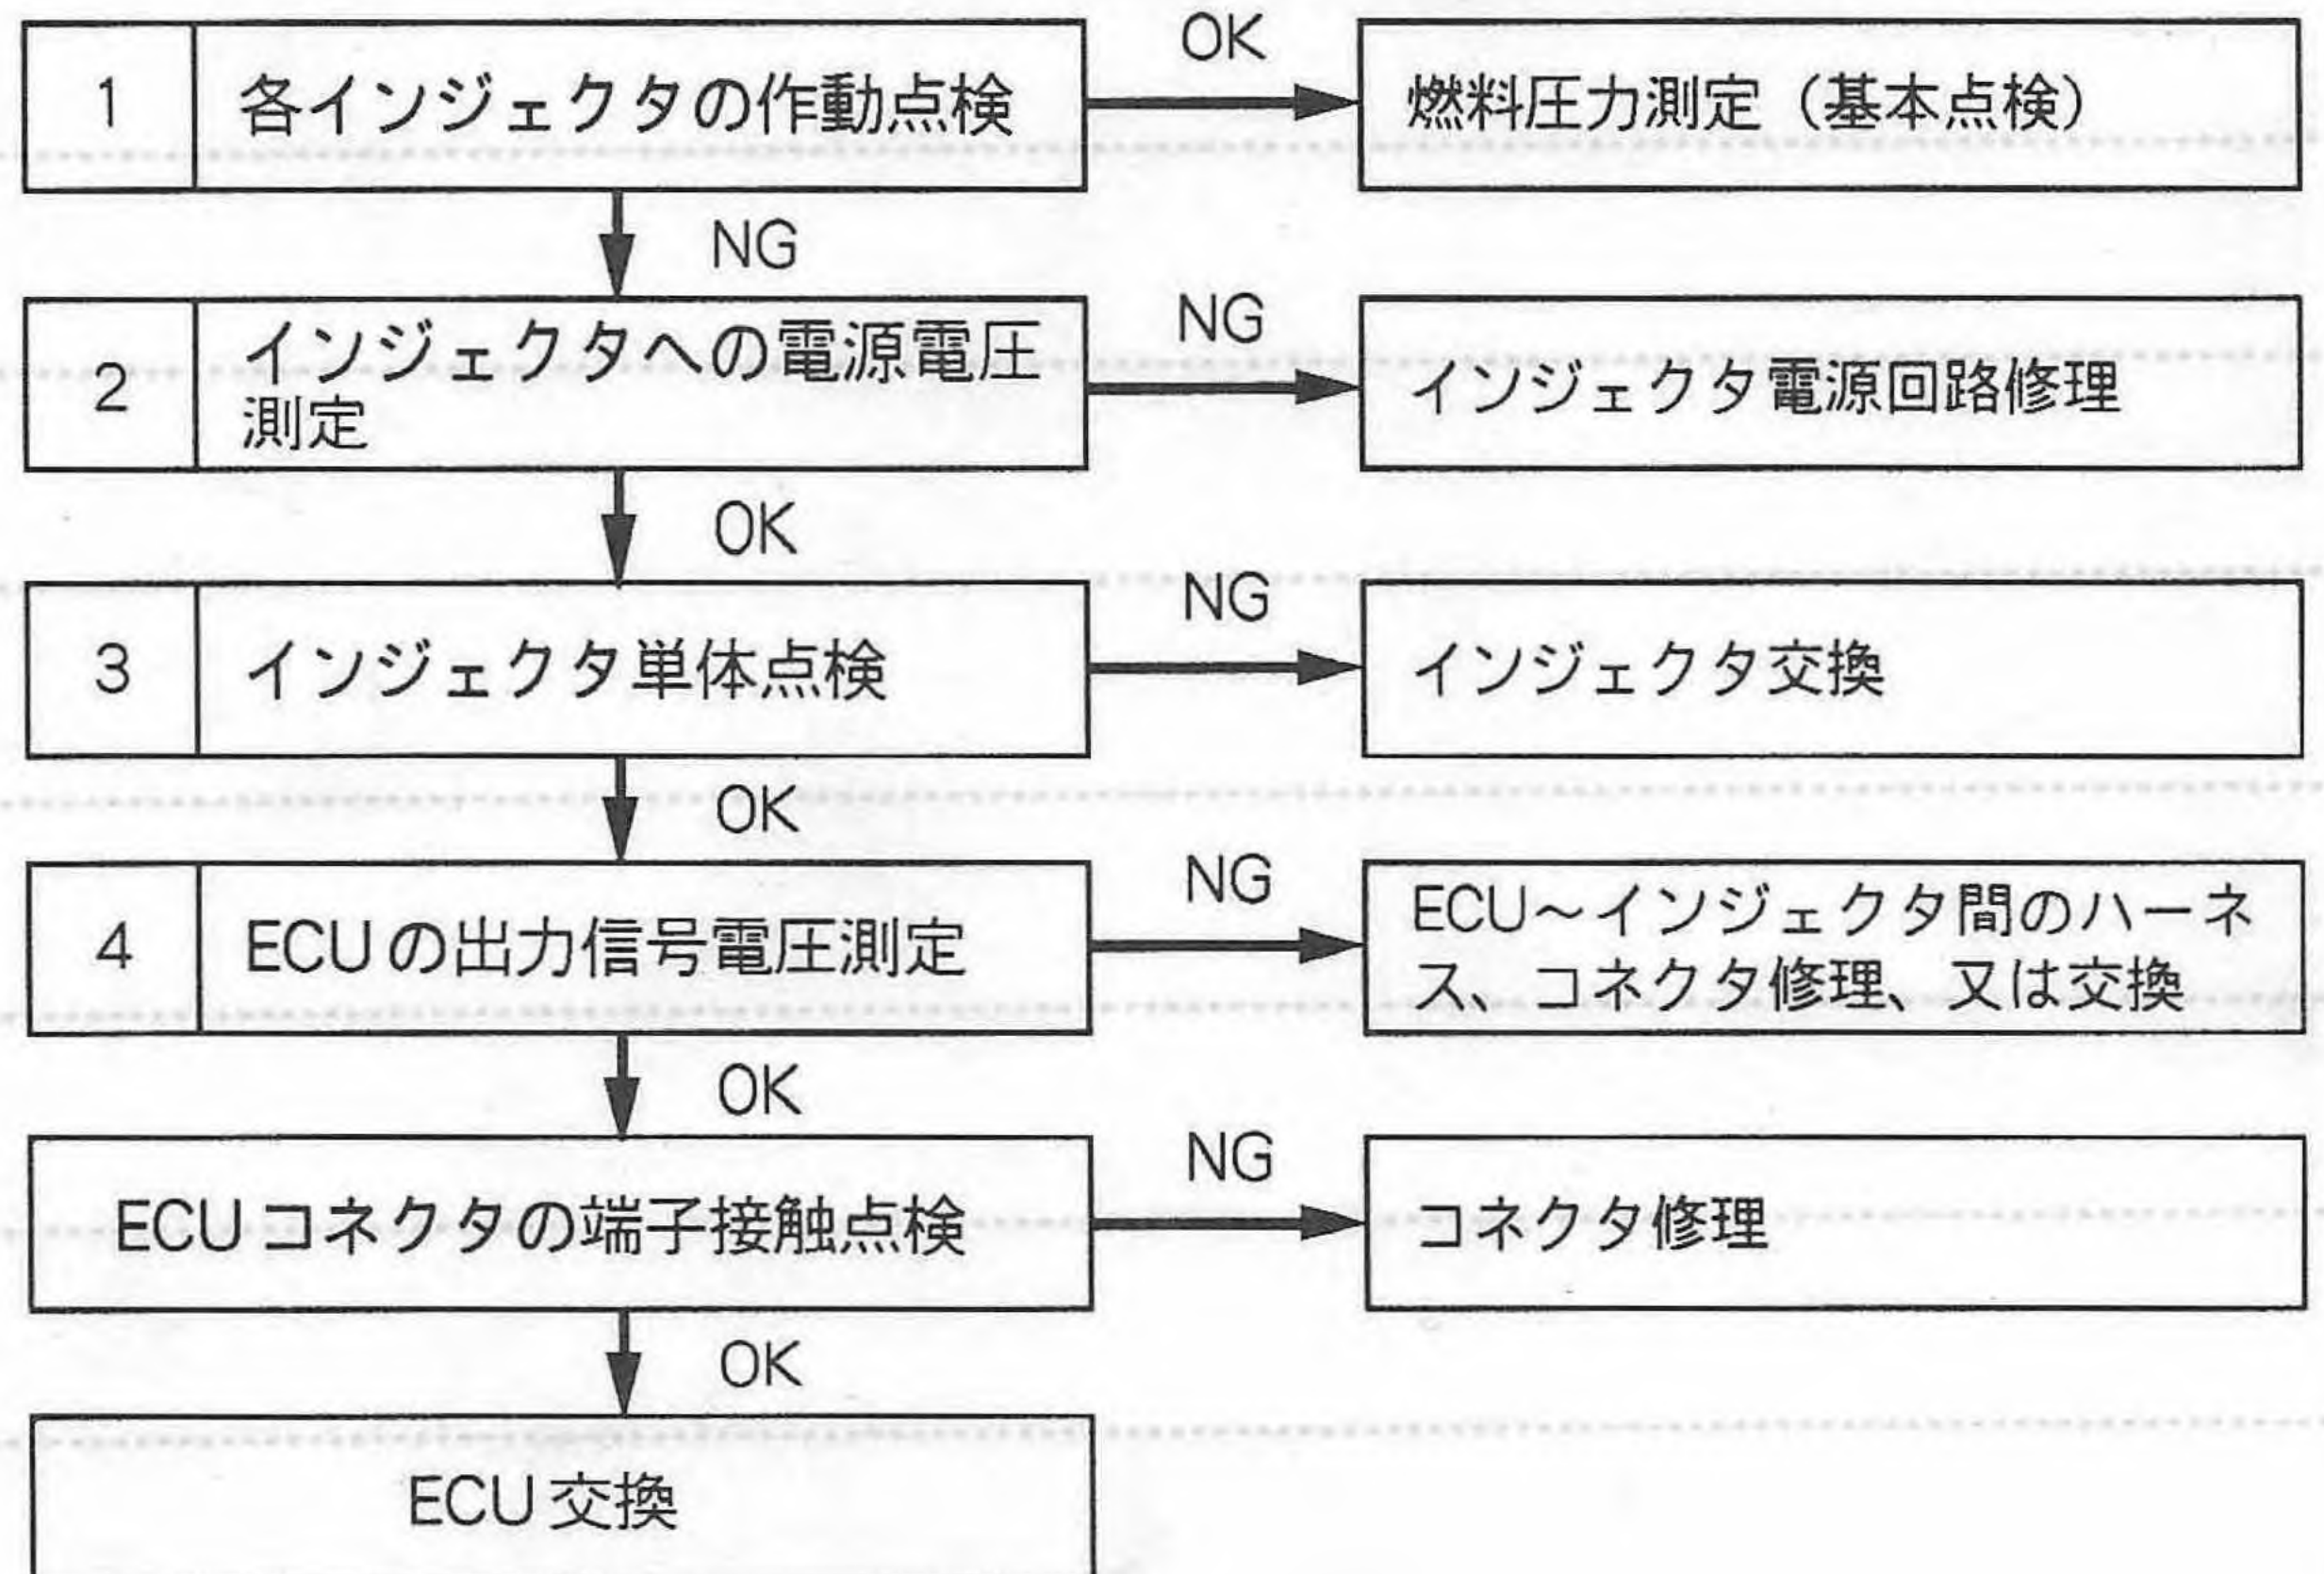 1
各インジェクタの作動点検
OK
燃料圧力測定（基本点検）
NG
2
インジェクタへの電源電圧
測定
NG
インジェクタ電源回路修理
OK
3
インジェクタ単体点検
NG
インジェクタ交換
OK
4
ECUの出力信号電圧測定
NG
ECU～インジェクタ間のハーネ
ス、コネクタ修理、又は交換
OK
ECUコネクタの端子接触点検
NG
コネクタ修理
OK
ECU交換